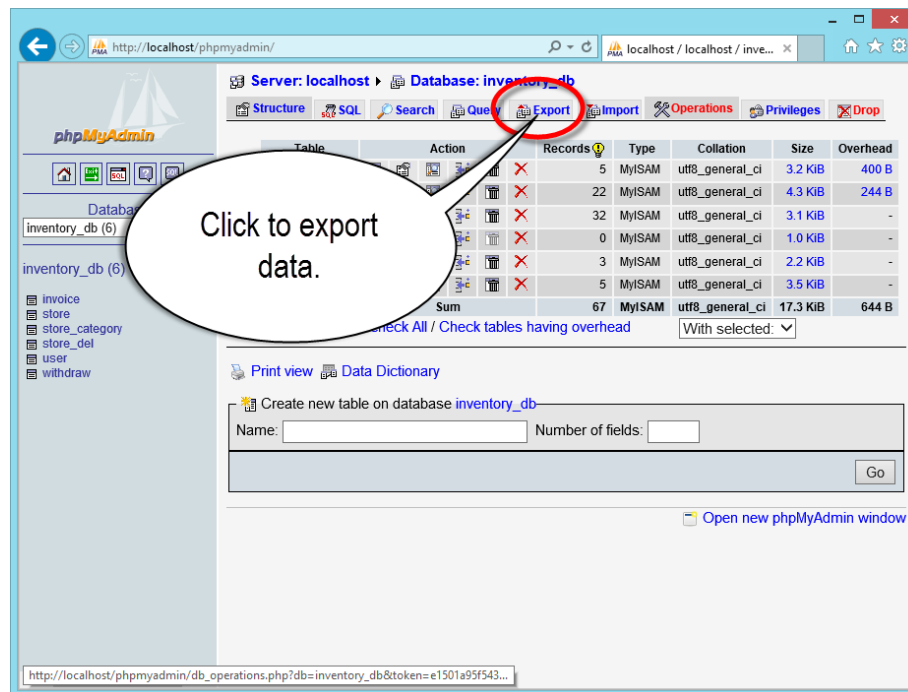 http://localhost/phpmyadmin/
localhost / localhost / inve...
Server: localhost Database: inventory_db
Structure SQL Search Query Export Import Operations Privileges Drop
phpMyAdmin
Table Action Records Type Collation Size Overhead
5 MyISAM utf8_general_ci 3.2 KiB 400 B
22 MyISAM utf8_general_ci 4.3 KiB 244 B
32 MyISAM utf8_general_ci 3.1 KiB -
0 MyISAM utf8_general_ci 1.0 KiB -
3 MyISAM utf8_general_ci 2.2 KiB -
5 MyISAM utf8_general_ci 3.5 KiB -
Sum 67 MyISAM utf8_general_ci 17.3 KiB 644 B
All / Check tables having overhead With selected:
Click to export
data.
inventory_db (6)
inventory_db (6)
invoice
store
store_category
store_del
user
withdraw
Print view Data Dictionary
Create new table on database inventory_db
Name: Number of fields:
Go
Open new phpMyAdmin window
http://localhost/phpmyadmin/db_operations.php?db=inventory_db&token=e1501a95f543...